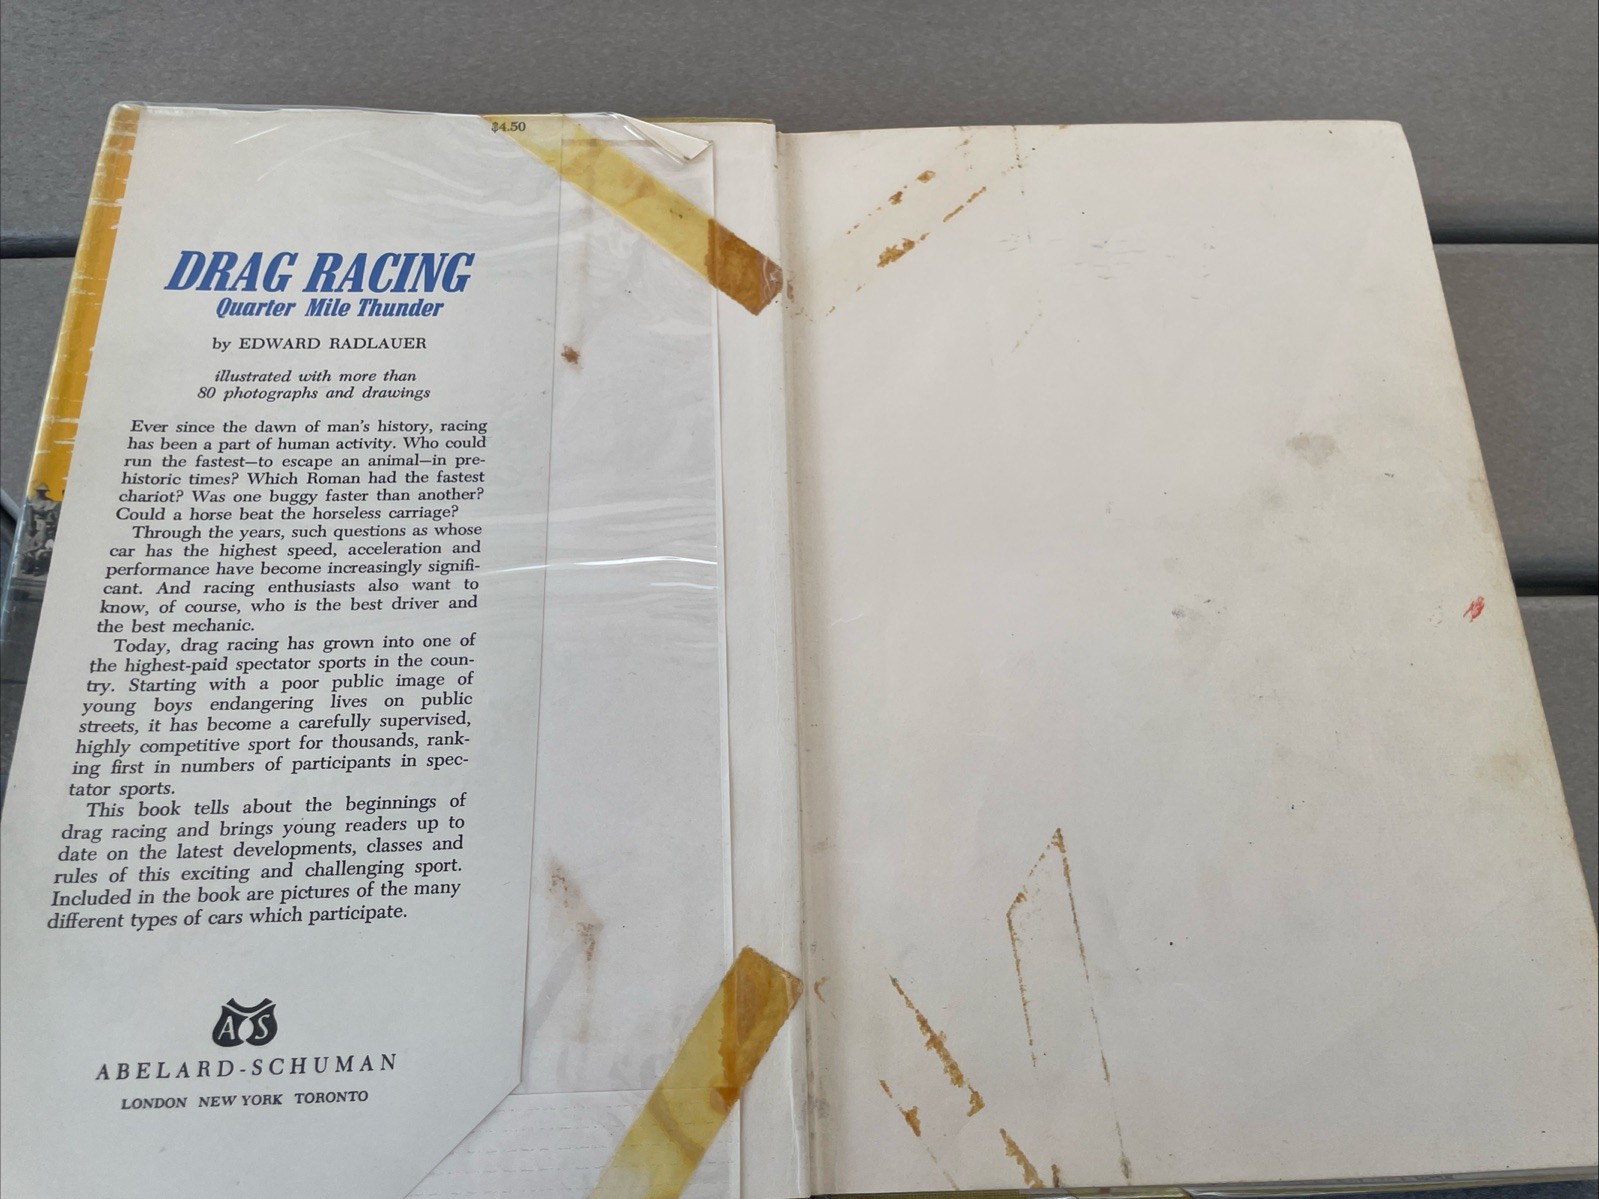 $4.50
DRAG RACING
Quarter Mile Thunder
by EDWARD RADLAUER
illustrated with more than
80 photographs and drawings
Ever since the dawn of man's history, racing
has been a part of human activity. Who could
run the fastest—to escape an animal—in pre-
historic times? Which Roman had the fastest
chariot? Was one buggy faster than another?
Could a horse beat the horseless carriage?
Through the years, such questions as whose
car has the highest speed, acceleration and
performance have become increasingly signifi-
cant. And racing enthusiasts also want to
know, of course, who is the best driver and
the best mechanic.
Today, drag racing has grown into one of
the highest-paid spectator sports in the coun-
try. Starting with a poor public image of
young boys endangering lives on public
streets, it has become a carefully supervised,
highly competitive sport for thousands, rank-
ing first in numbers of participants in spec-
tator sports.
This book tells about the beginnings of
drag racing and brings young readers up to
date on the latest developments, classes and
rules of this exciting and challenging sport.
Included in the book are pictures of the many
different types of cars which participate.
AS
ABELARD-SCHUMAN
LONDON NEW YORK TORONTO